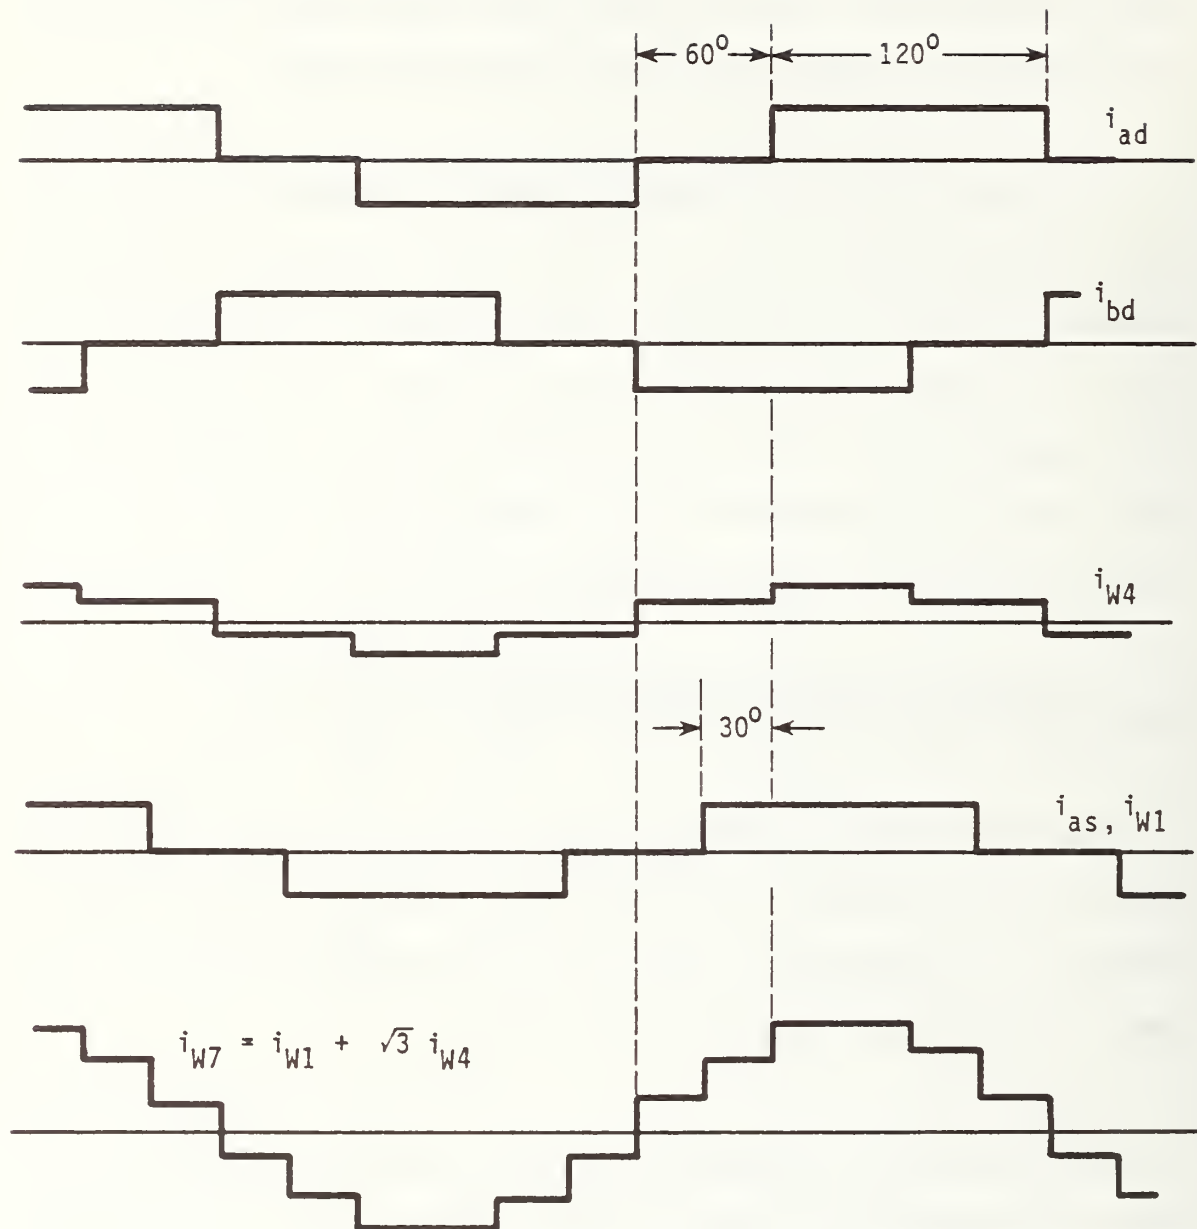 60° 120°
i_ad
i_bd
i_W4
30°
i_as, i_W1
i_W7 = i_W1 + √3 i_W4